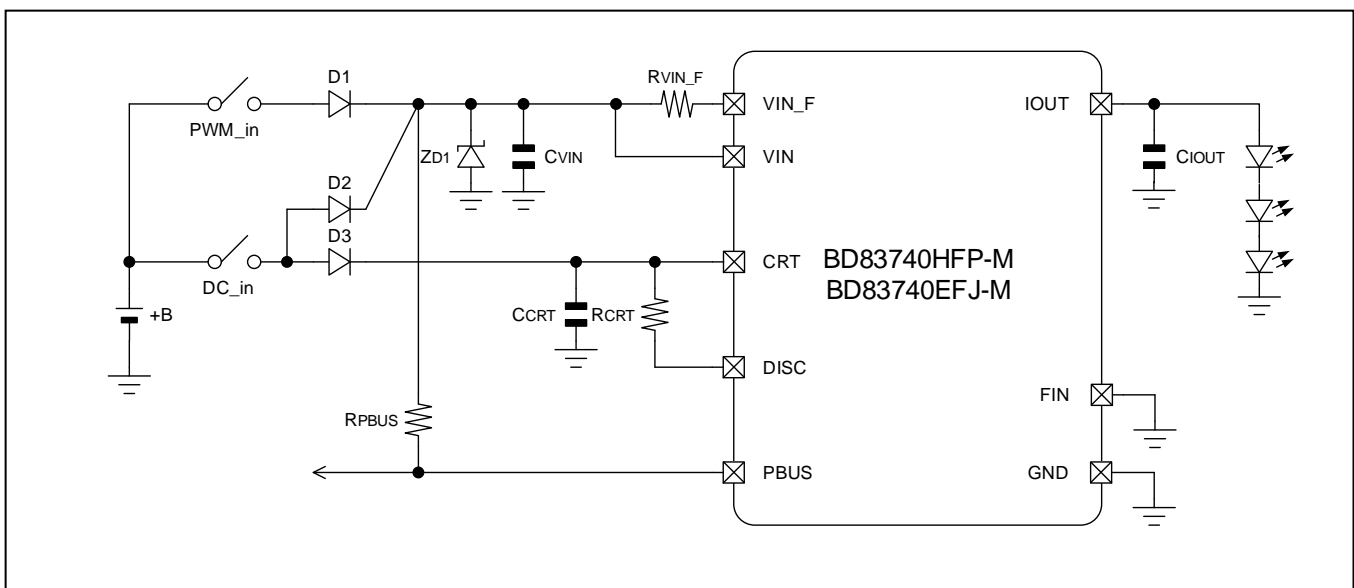 D1
RVIN_F
VIN_F
IOUT
PWM_in
ZD1
CVIN
VIN
CIOUT
D2
D3
DC_in
CRT
BD83740HFP-M
BD83740EFJ-M
+B
CCRT
RCRT
DISC
FIN
RPBUS
PBUS
GND